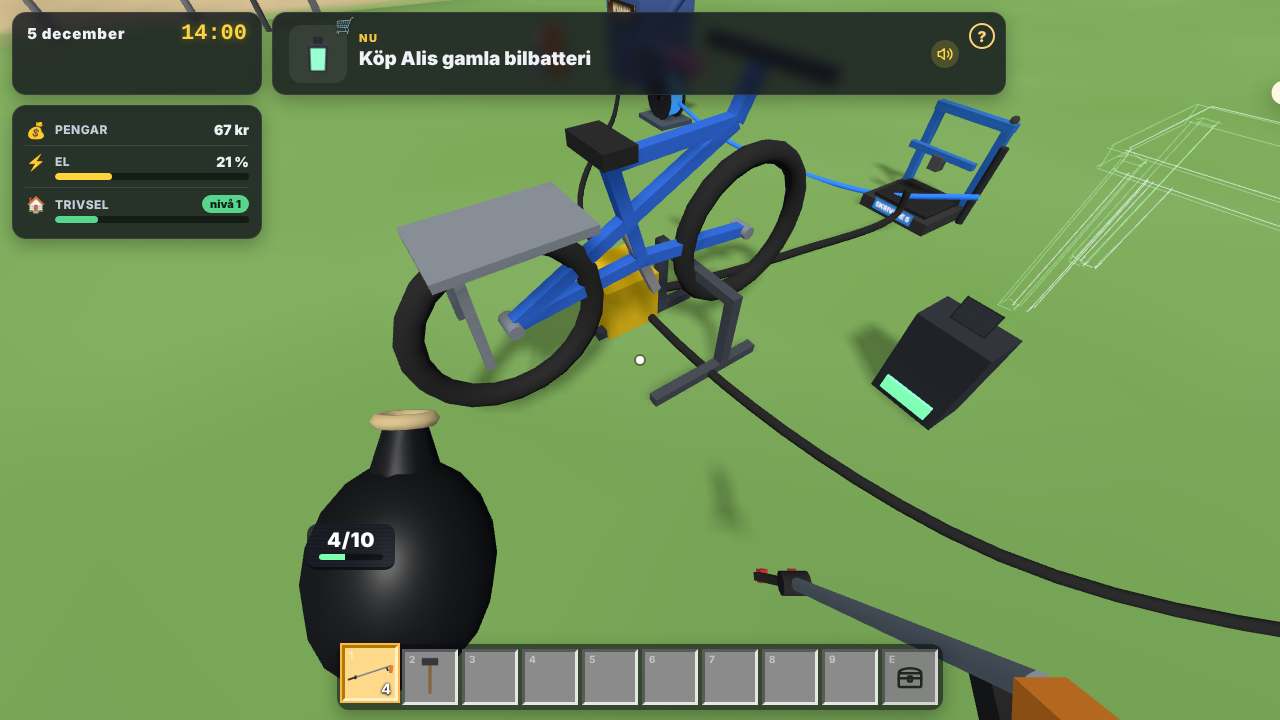 5 december 14:00
NU
Köp Alis gamla bilbatteri
?
PENGAR 67 kr
EL 21 %
TRIVSEL nivå 1
4/10
1 2 3 4 5 6 7 8 9 E
4